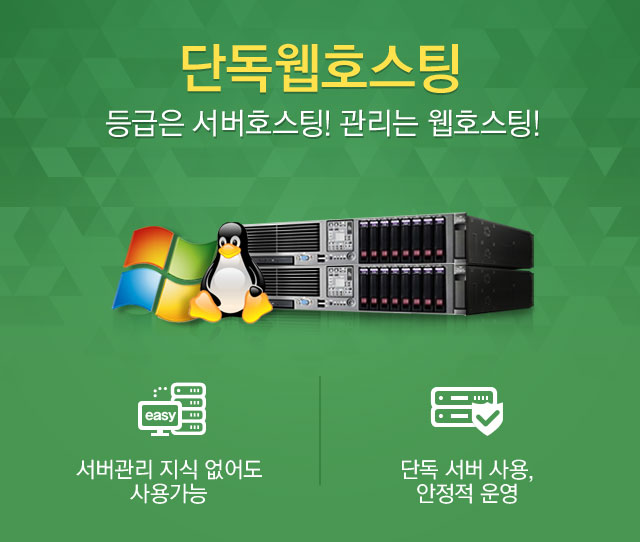 단독웹호스팅
등급은 서버호스팅! 관리는 웹호스팅!
easy
서버관리 지식 없어도
사용가능
단독 서버 사용,
안정적 운영